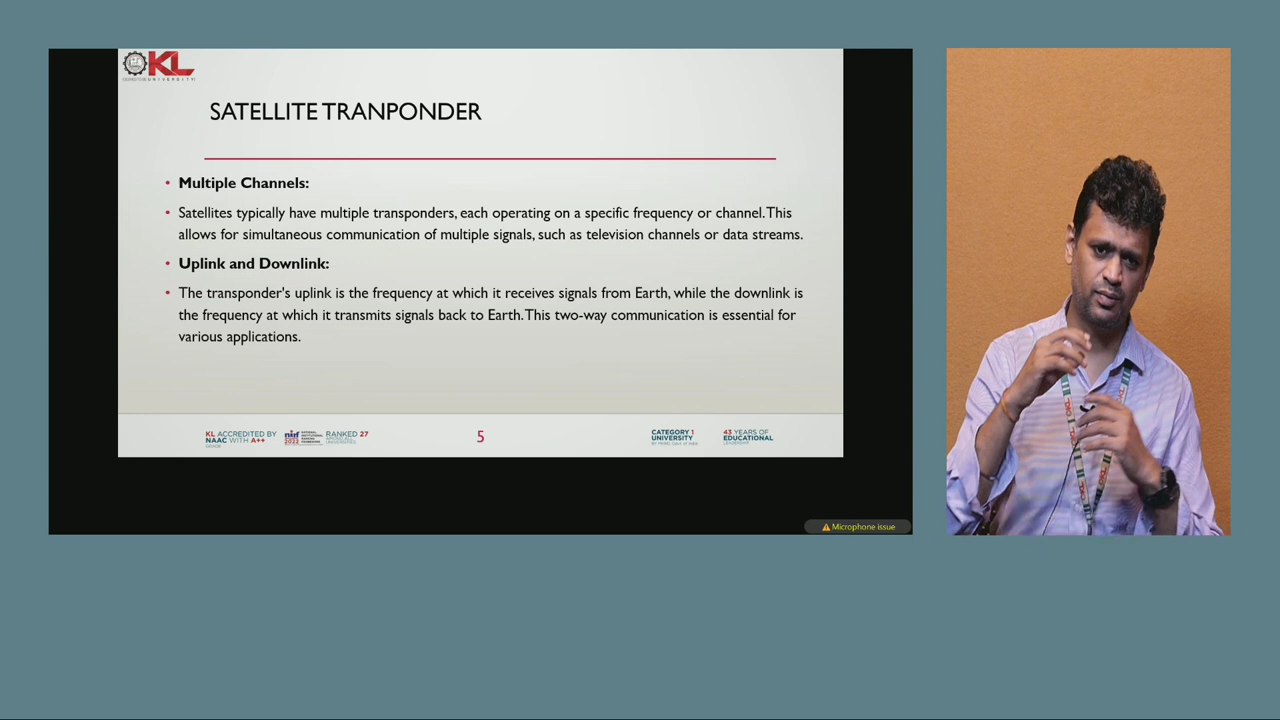 KL
UNIVERSITY
SATELLITE TRANPONDER
• Multiple Channels:
• Satellites typically have multiple transponders, each operating on a specific frequency or channel. This
allows for simultaneous communication of multiple signals, such as television channels or data streams.
• Uplink and Downlink:
• The transponder's uplink is the frequency at which it receives signals from Earth, while the downlink is
the frequency at which it transmits signals back to Earth. This two-way communication is essential for
various applications.
KL ACCREDITED BY
NAAC WITH A++
nirf
RANKED 27
5
CATEGORY 1
UNIVERSITY
43 YEARS OF
EDUCATIONAL
LEADERSHIP
Microphone issue